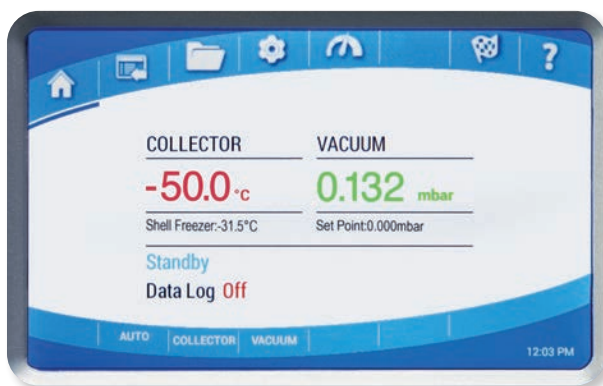 ?
COLLECTOR VACUUM
-50.0 °C 0.132 mbar
Shell Freezer:-31.5°C Set Point:0.000mbar
Standby
Data Log Off
AUTO COLLECTOR VACUUM
12:03 PM